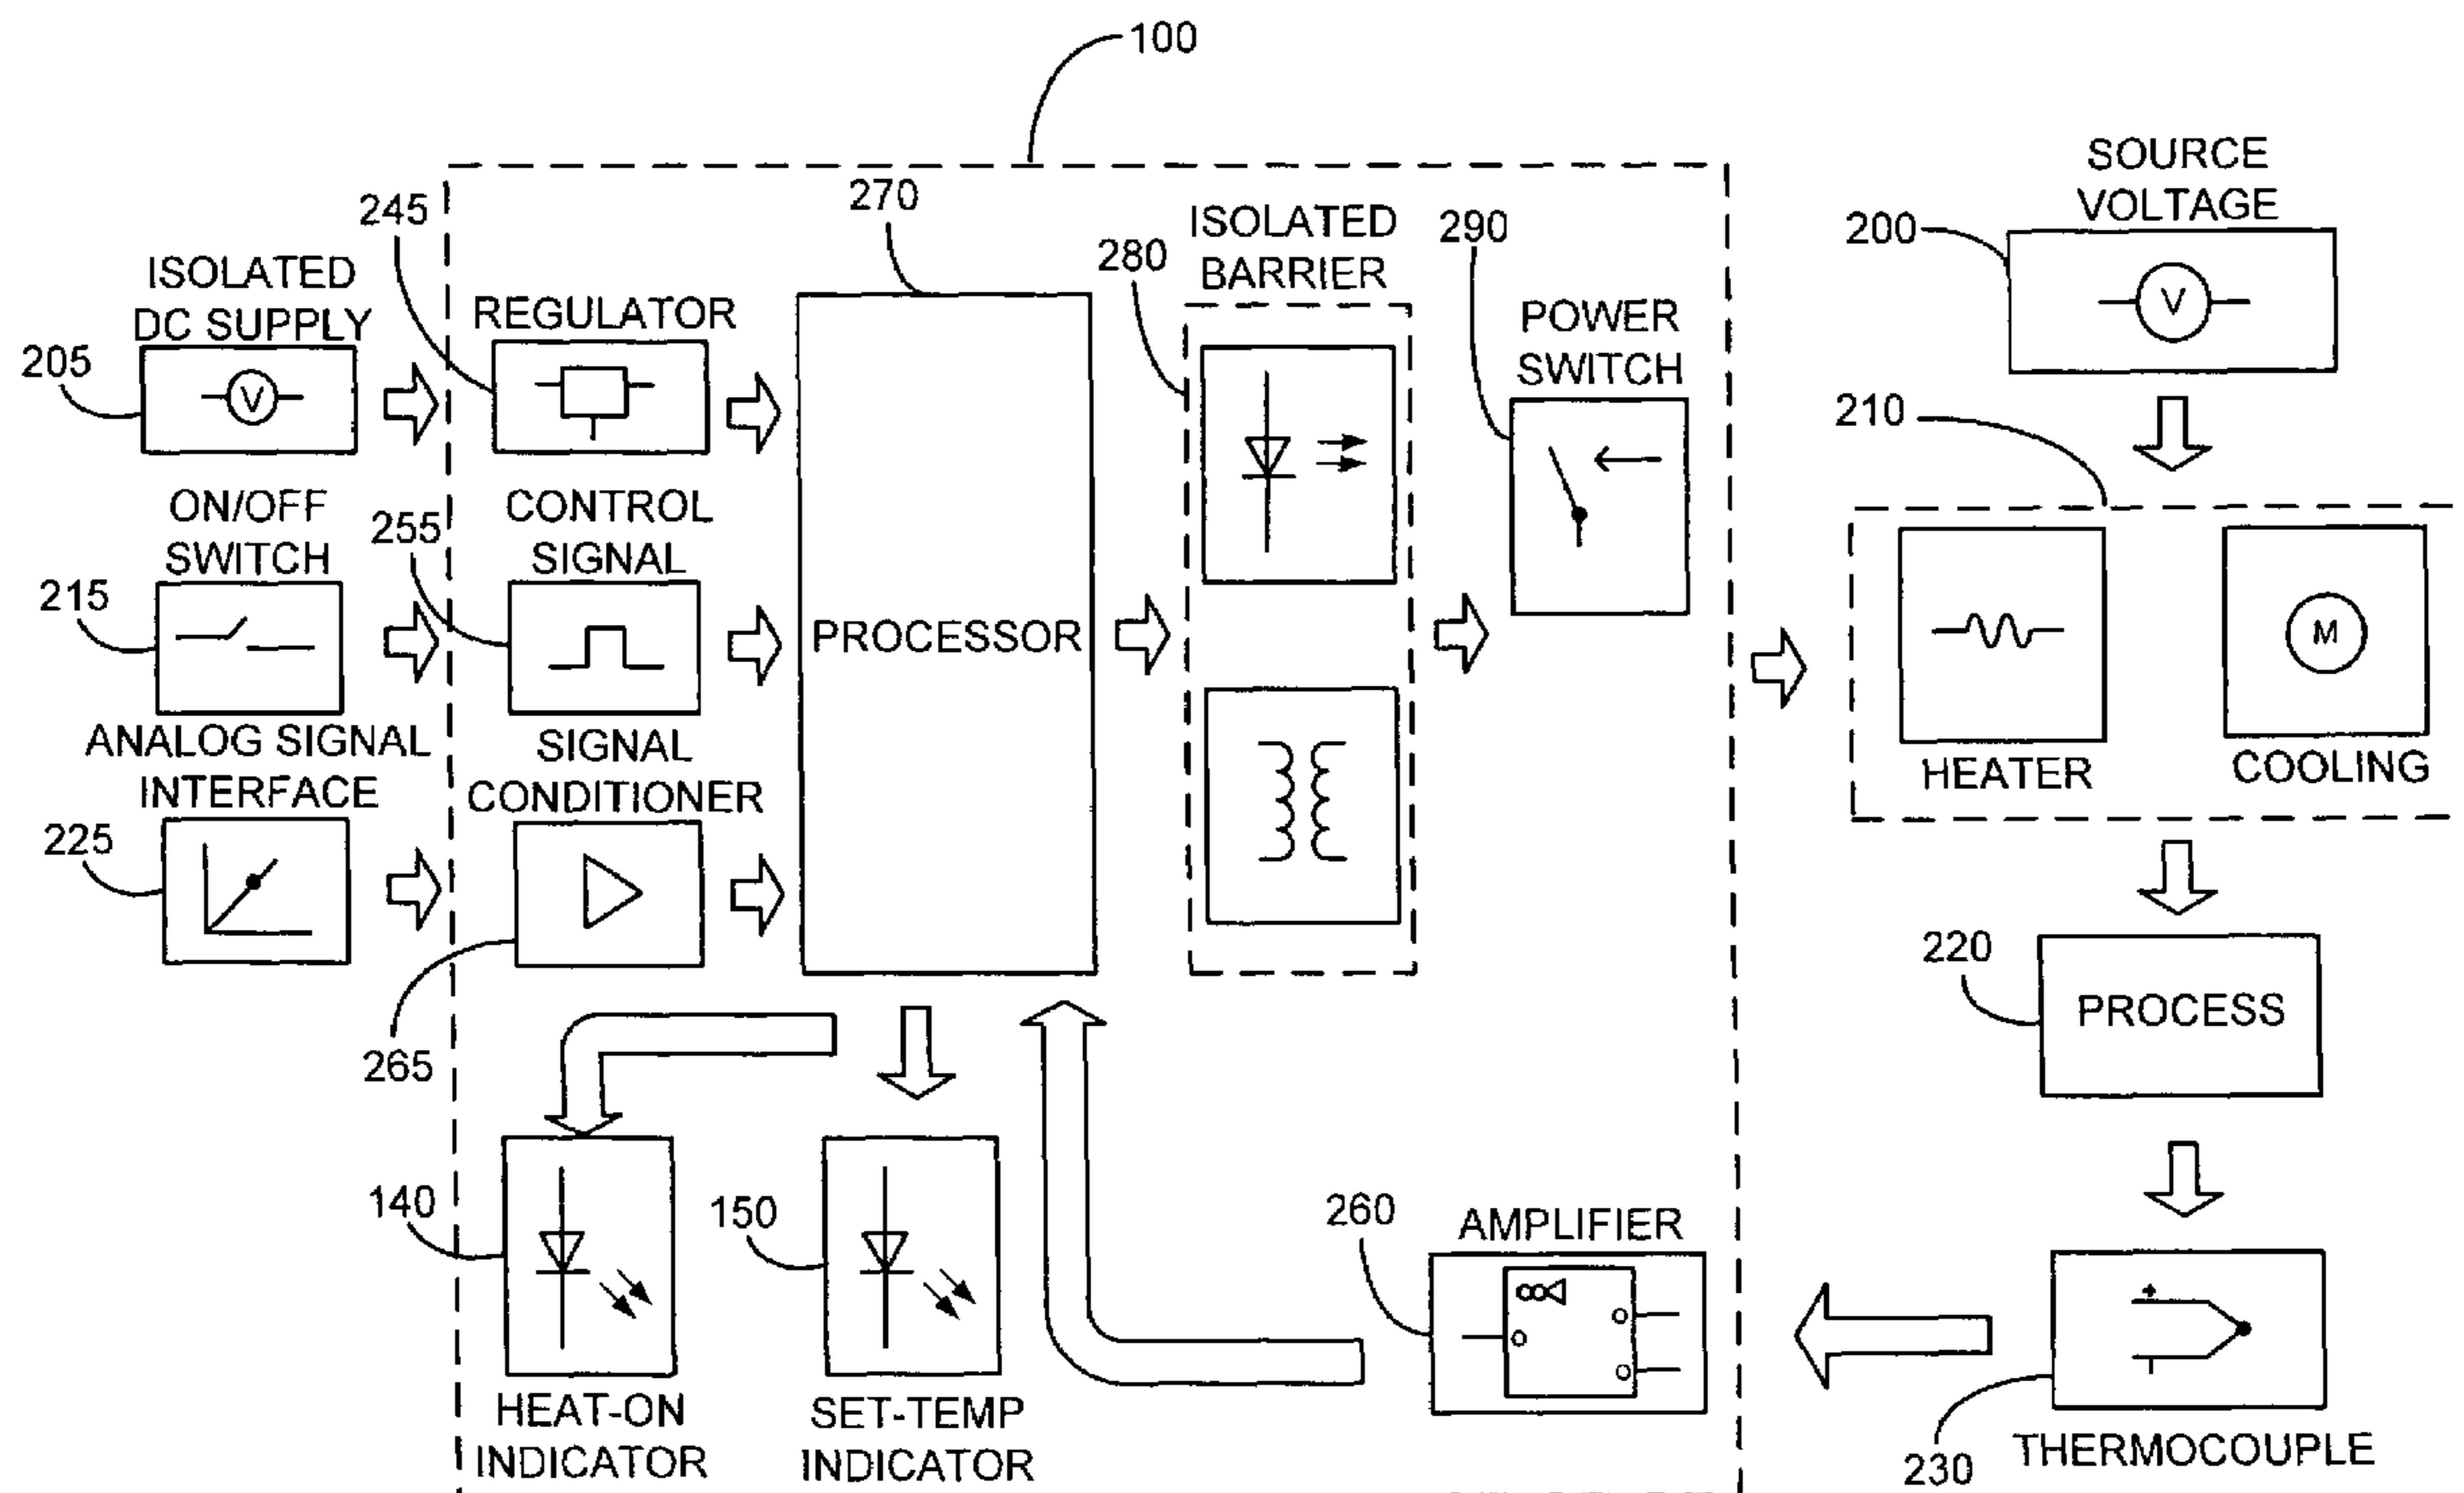 100
SOURCE
VOLTAGE
200
V
270
245
ISOLATED
BARRIER
280
290
ISOLATED
DC SUPPLY
205
V
REGULATOR
POWER
SWITCH
210
ON/OFF
SWITCH
215
255
CONTROL
SIGNAL
PROCESSOR
M
HEATER
COOLING
ANALOG SIGNAL
INTERFACE
225
SIGNAL
CONDITIONER
265
220
PROCESS
140
150
260
AMPLIFIER
+
HEAT-ON
INDICATOR
SET-TEMP
INDICATOR
230
THERMOCOUPLE